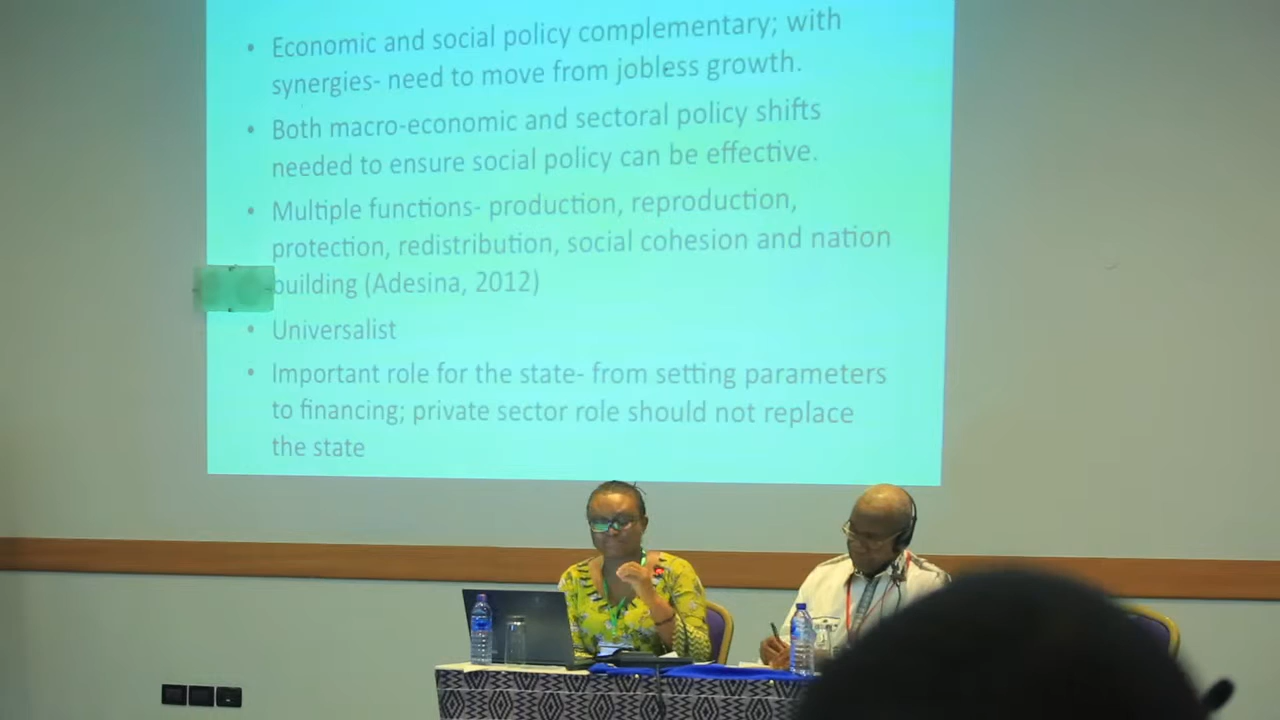 • Economic and social policy complementary; with
synergies- need to move from jobless growth.
• Both macro-economic and sectoral policy shifts
needed to ensure social policy can be effective.
• Multiple functions- production, reproduction,
protection, redistribution, social cohesion and nation
building (Adesina, 2012)
• Universalist
• Important role for the state- from setting parameters
to financing; private sector role should not replace
the state